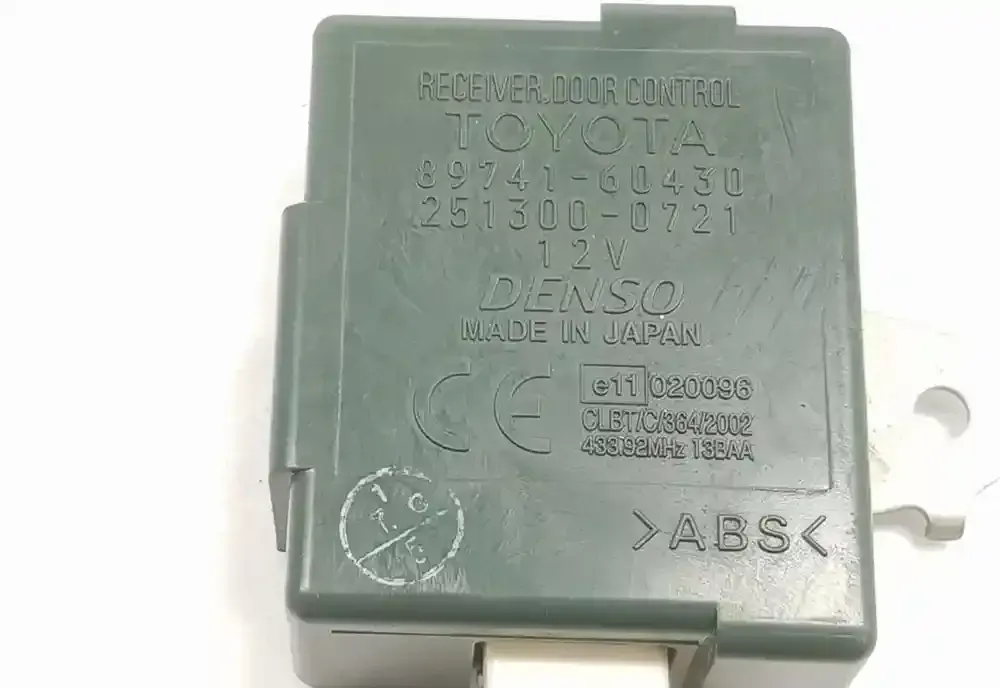 RECEIVER, DOOR CONTROL
TOYOTA
89741-60430
251300-0721
12V
DENSO
MADE IN JAPAN
CE e11 020096
CLBT/C/364/2002
433.92MHz 13BAA
>ABS<